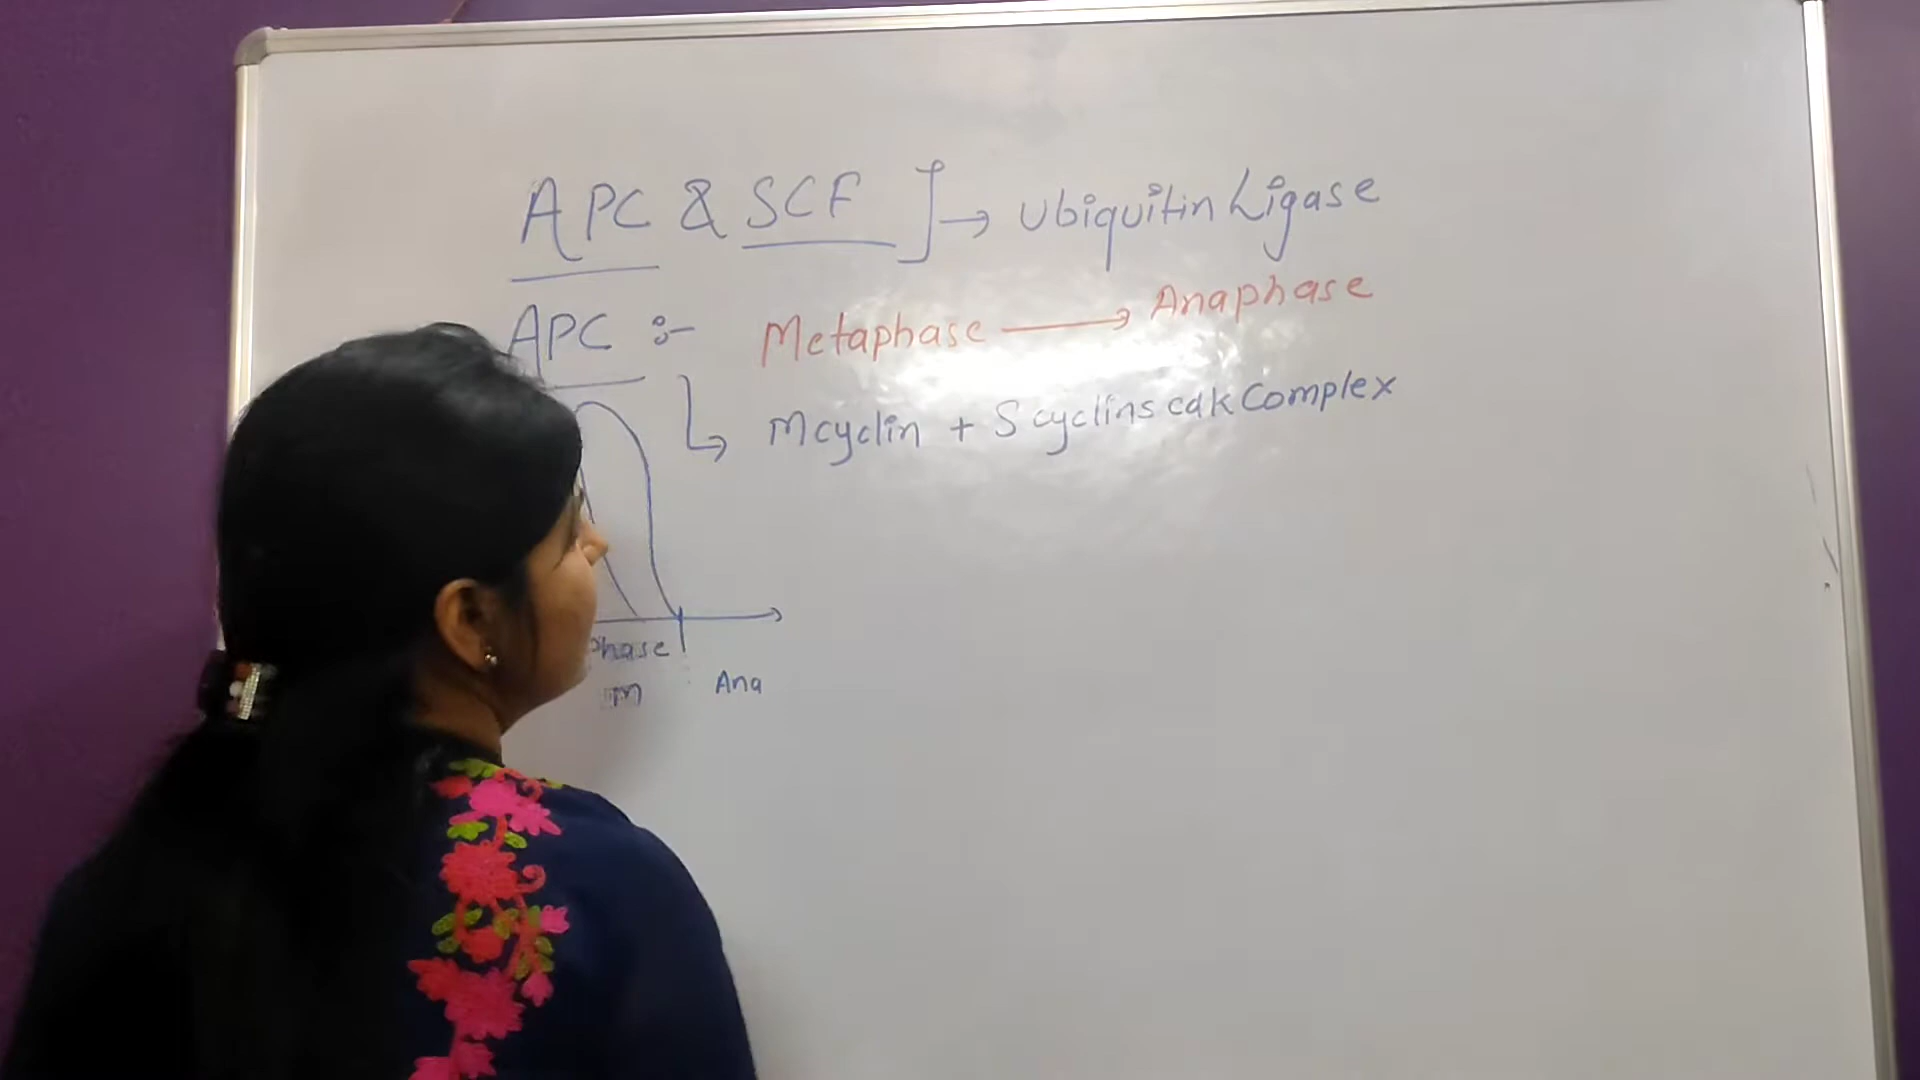 APC & SCF ] → Ubiquitin Ligase
APC :- Metaphase → Anaphase
↳ Mcyclin + S cyclins cdk Complex
phase
m Ana